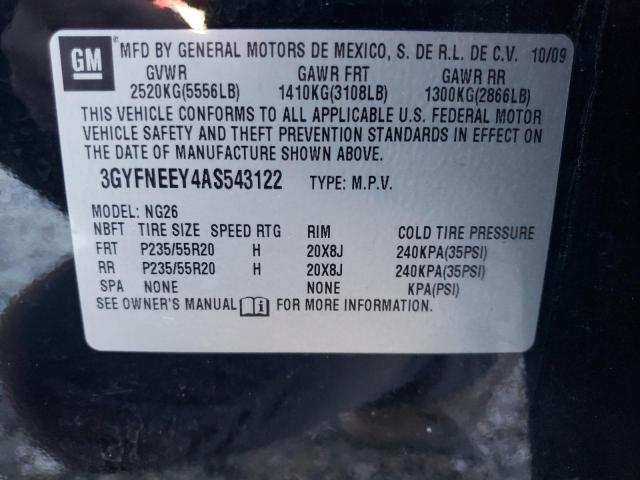 GM
MFD BY GENERAL MOTORS DE MEXICO, S. DE R.L. DE C.V. 10/09
GVWR GAWR FRT GAWR RR
2520KG(5556LB) 1410KG(3108LB) 1300KG(2866LB)
THIS VEHICLE CONFORMS TO ALL APPLICABLE U.S. FEDERAL MOTOR
VEHICLE SAFETY AND THEFT PREVENTION STANDARDS IN EFFECT ON
THE DATE OF MANUFACTURE SHOWN ABOVE.
3GYFNEEY4AS543122 TYPE: M.P.V.
MODEL: NG26
NBFT TIRE SIZE SPEED RTG RIM COLD TIRE PRESSURE
FRT P235/55R20 H 20X8J 240KPA(35PSI)
RR P235/55R20 H 20X8J 240KPA(35PSI)
SPA NONE NONE KPA(PSI)
SEE OWNER'S MANUAL FOR MORE INFORMATION.